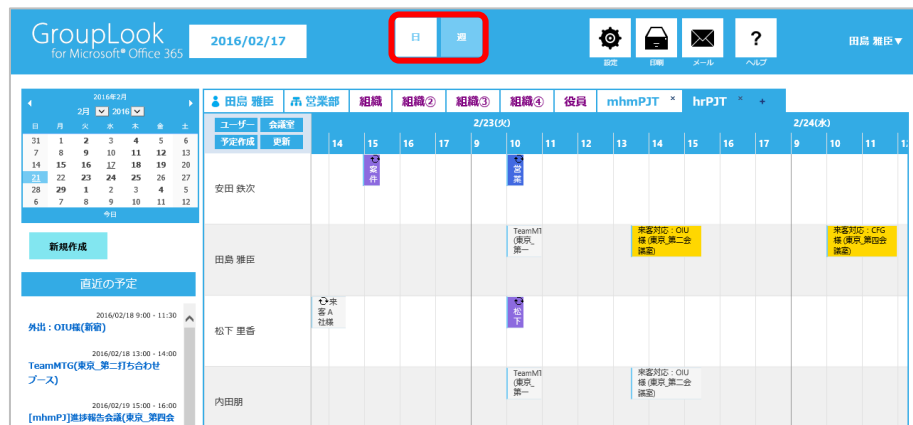 GroupLook
for Microsoft® Office 365
2016/02/17
日 週
設定 印刷 メール ? ヘルプ
田島 雅臣▼
2016年2月
2月 2016
日 月 火 水 木 金 土
31 1 2 3 4 5 6
7 8 9 10 11 12 13
14 15 16 17 18 19 20
21 22 23 24 25 26 27
28 29 1 2 3 4 5
6 7 8 9 10 11 12
今日
新規作成
直近の予定
2016/02/18 9:00 - 11:30
外出：OIU様(新宿)
2016/02/18 13:00 - 14:00
TeamMTG(東京_第二打ち合わせ
ブース)
2016/02/19 15:00 - 16:00
[mhmPJ]進捗報告会議(東京_第四会
田島 雅臣 営業部 組織 組織② 組織③ 組織④ 役員 mhmPJT × hrPJT × +
ユーザー 会議室
予定作成 更新
2/23(火) 2/24(水)
14 15 16 17 9 10 11 12 13 14 15 16 17 9 10 11
安田 鉄次
案件
営業
田島 雅臣
TeamMT
(東京_
第一
来客対応：OIU
様 (東京_第二会
議室)
来客対応：CFG
様 (東京_第四会
議室)
松下 里香
来
客 A
社様
松下
内田朋
TeamMT
(東京_
第一
来客対応：OIU
様 (東京_第二会
議室)